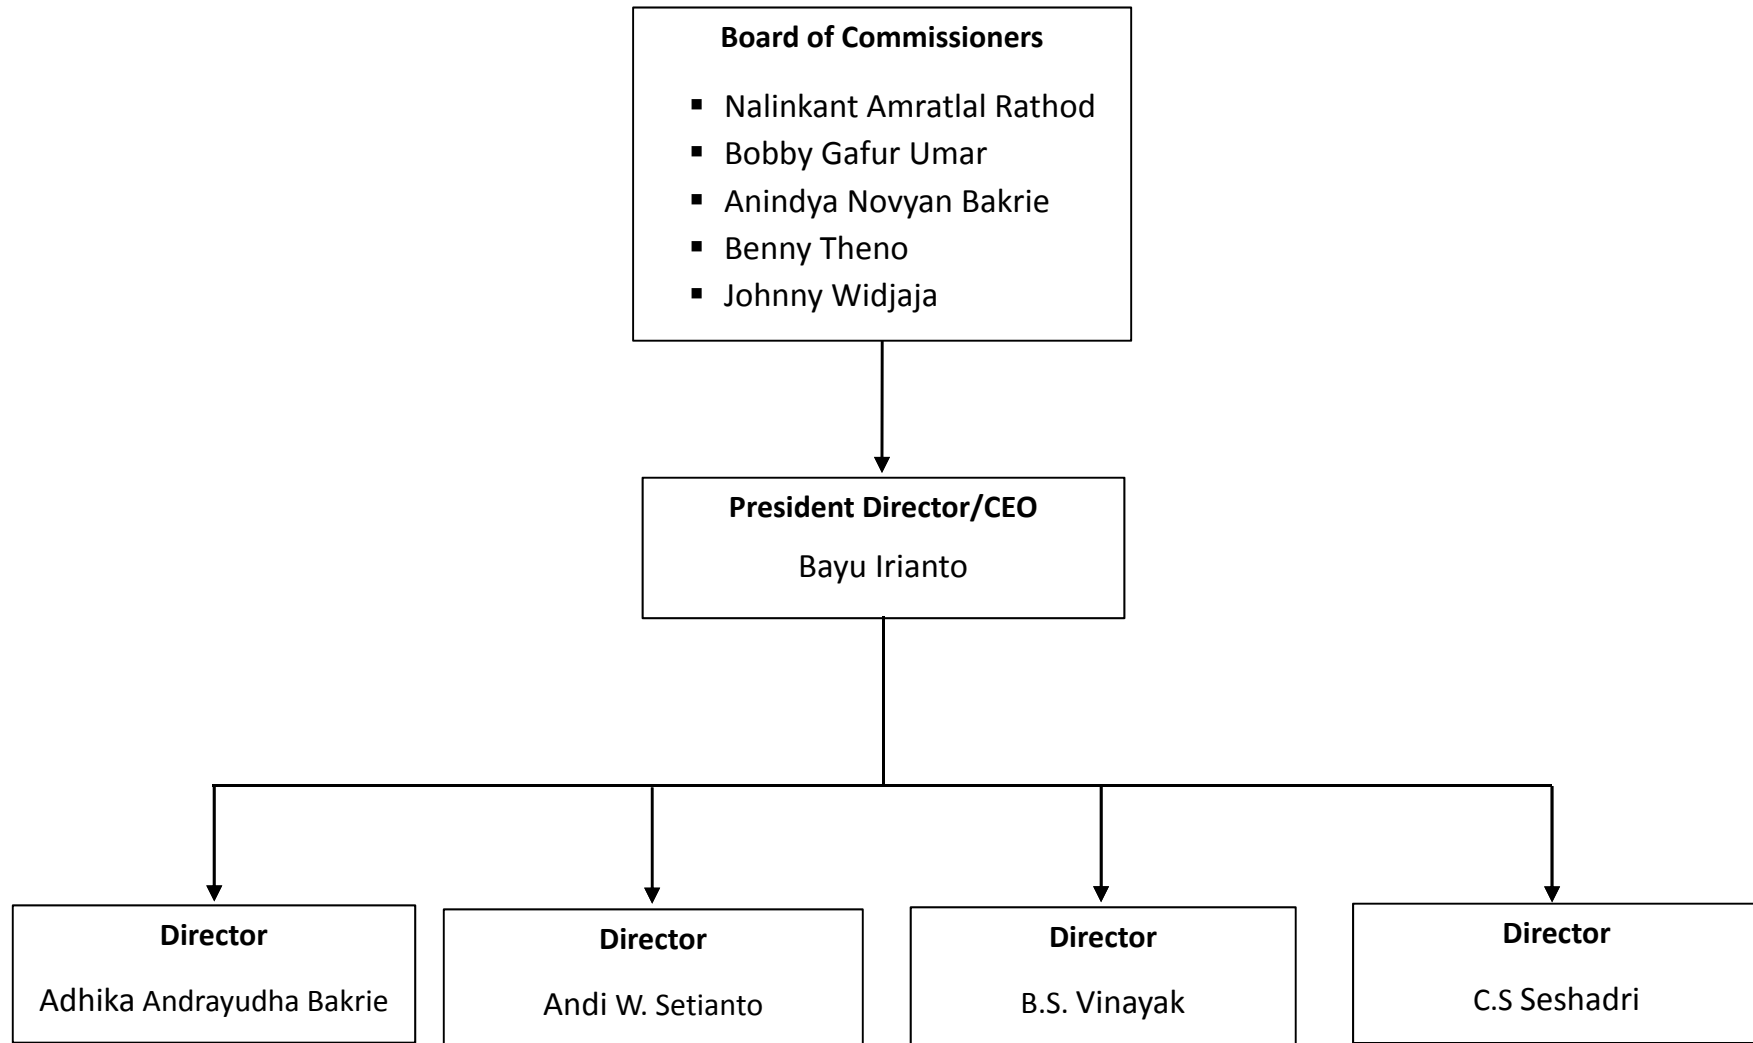 Board of Commissioners
▪ Nalinkant Amratlal Rathod
▪ Bobby Gafur Umar
▪ Anindya Novyan Bakrie
▪ Benny Theno
▪ Johnny Widjaja
President Director/CEO
Bayu Irianto
Director
Adhika Andrayudha Bakrie
Director
Andi W. Setianto
Director
B.S. Vinayak
Director
C.S Seshadri